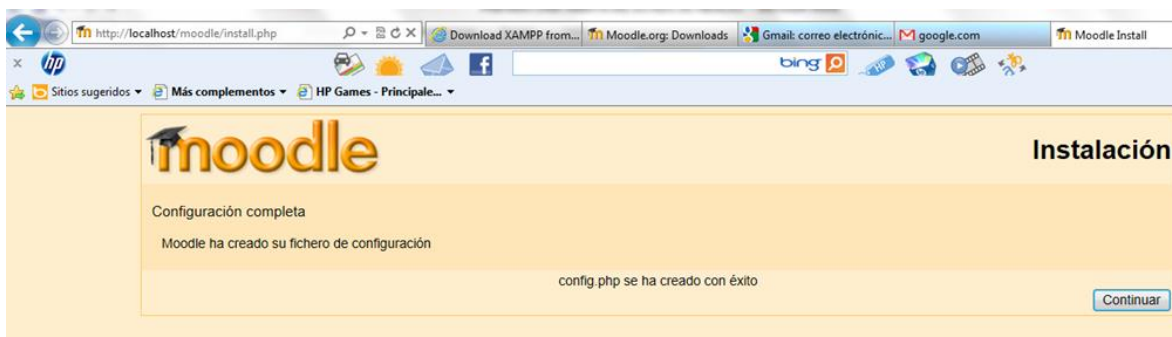 http://localhost/moodle/install.php
Download XAMPP from...
Moodle.org: Downloads
Gmail: correo electrónic...
google.com
Moodle Install
hp
f
bing
HP
Sitios sugeridos
Más complementos
HP Games - Principale...
moodle
Instalación
Configuración completa
Moodle ha creado su fichero de configuración
config.php se ha creado con éxito
Continuar